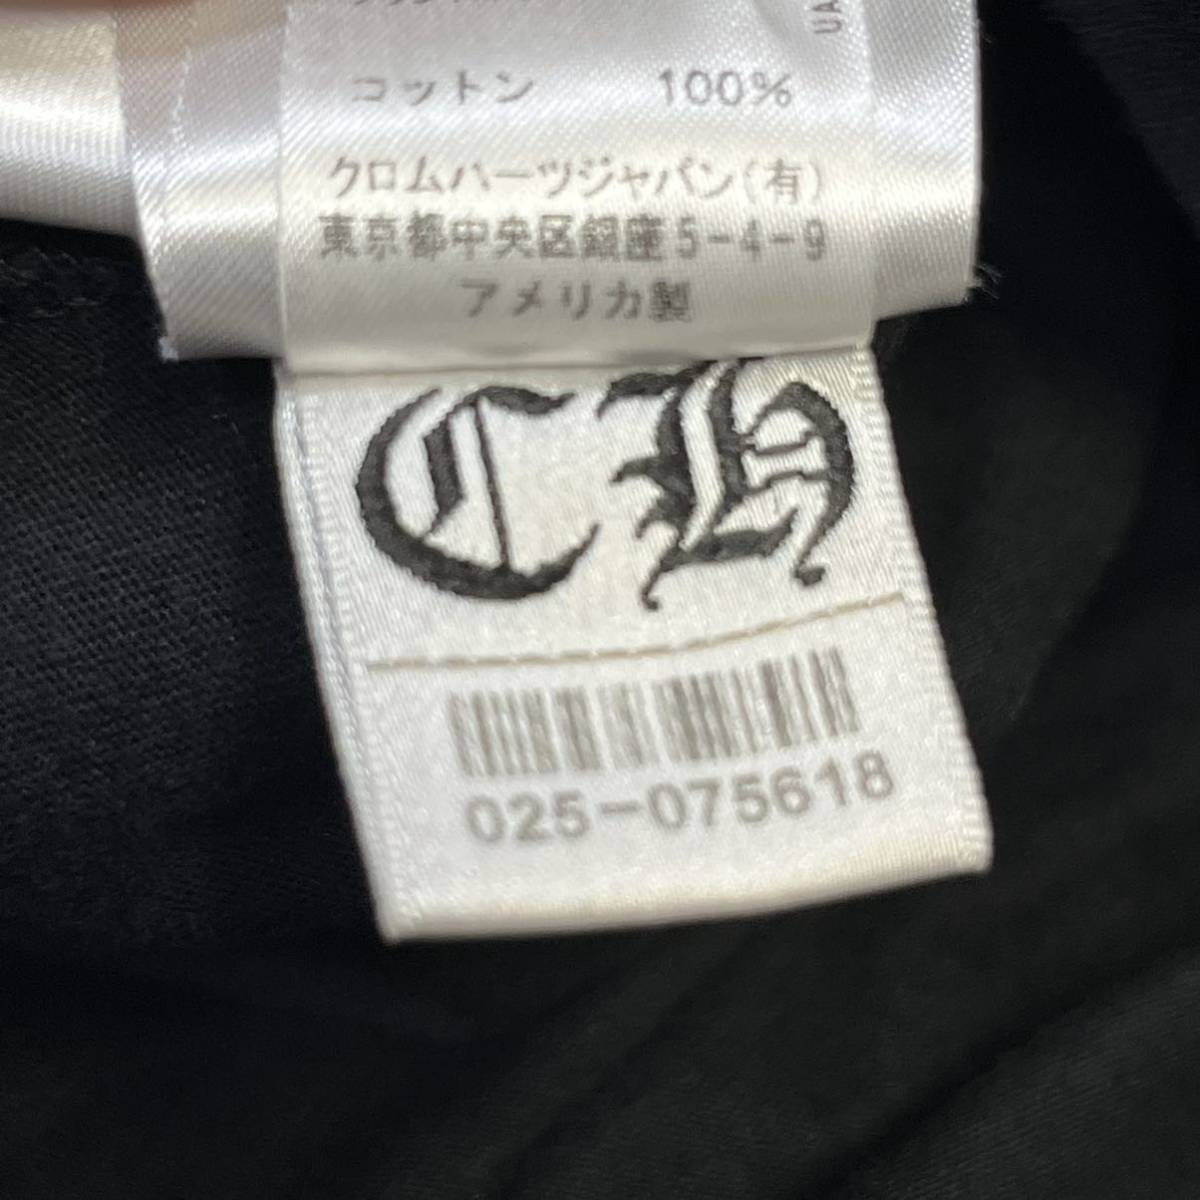 コットン 100%
クロムハーツジャパン(有)
東京都中央区銀座5-4-9
アメリカ製
CH
025-075618